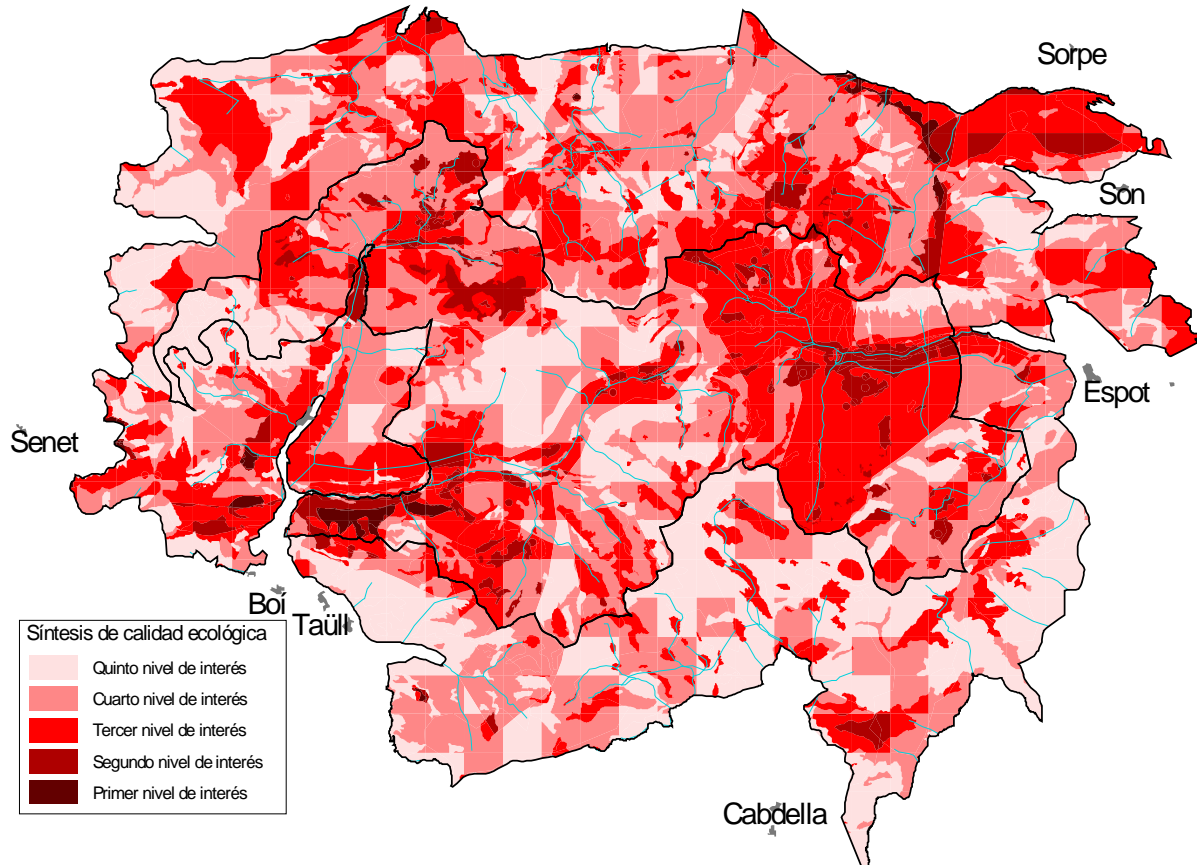 Sorpe
Son
Espot
Senet
Boí
Taüll
Síntesis de calidad ecológica
Quinto nivel de interés
Cuarto nivel de interés
Tercer nivel de interés
Segundo nivel de interés
Primer nivel de interés
Cabdella